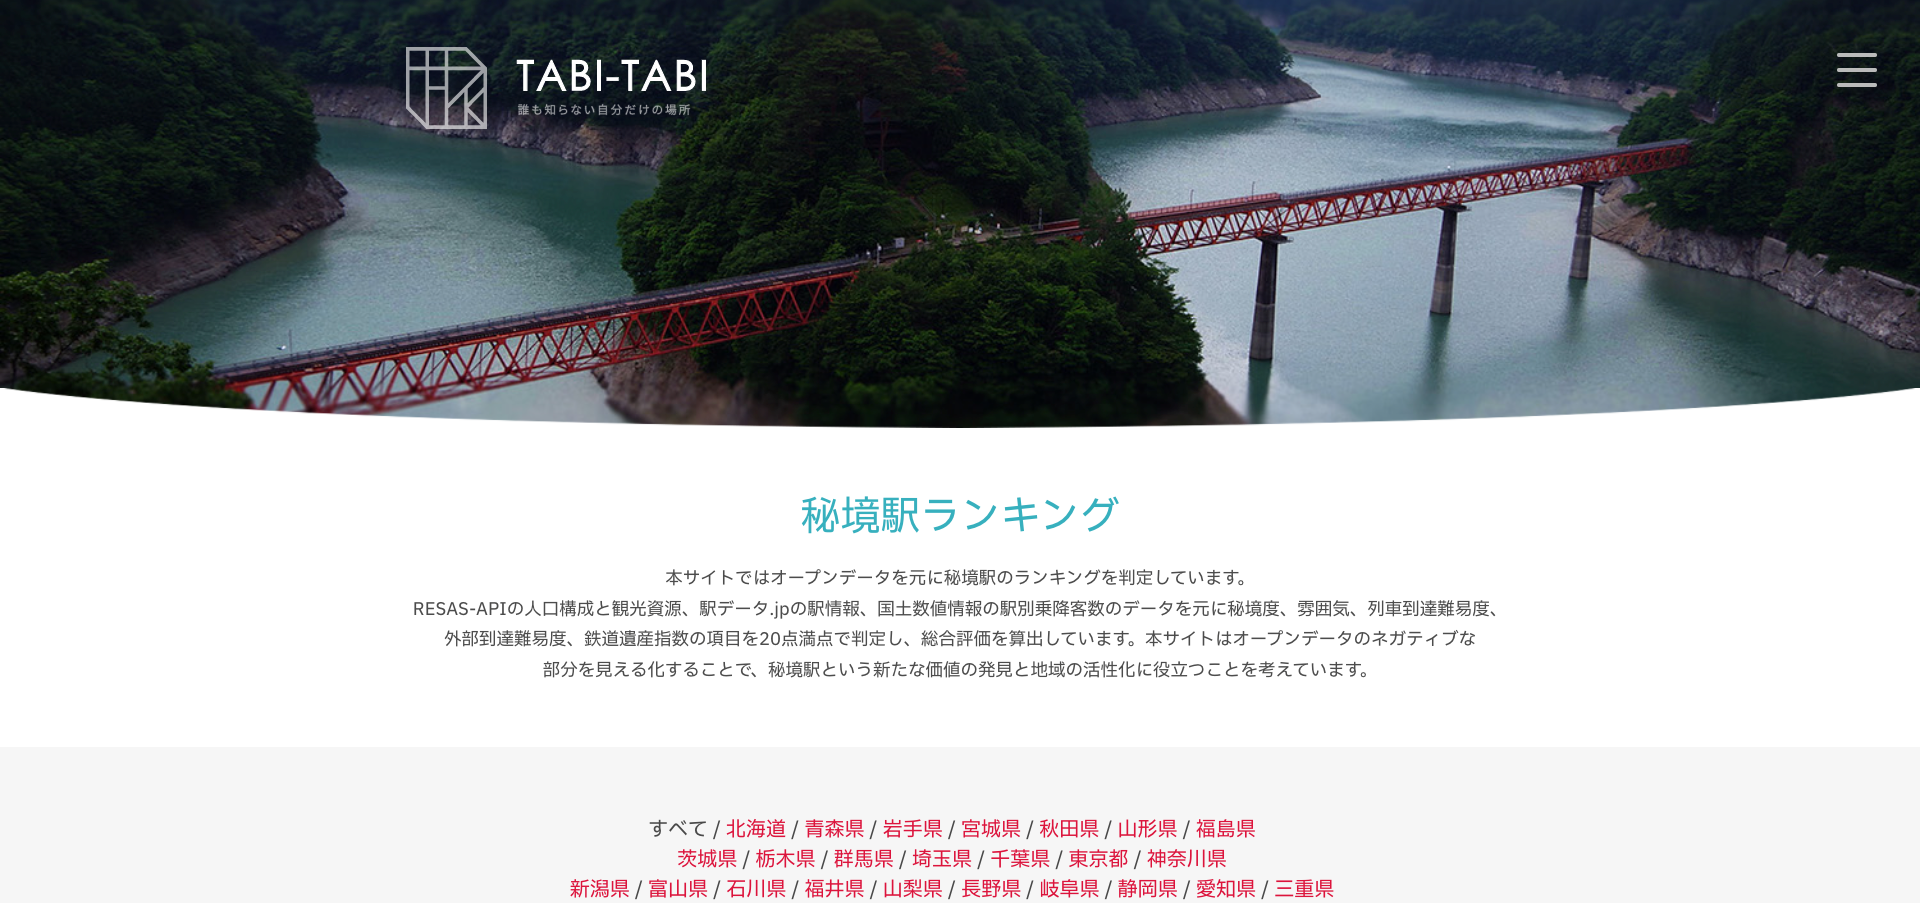 TABI-TABI
誰も知らない自分だけの場所
秘境駅ランキング
本サイトではオープンデータを元に秘境駅のランキングを判定しています。
RESAS-APIの人口構成と観光資源、駅データ.jpの駅情報、国土数値情報の駅別乗降客数のデータを元に秘境度、雰囲気、列車到達難易度、
外部到達難易度、鉄道遺産指数の項目を20点満点で判定し、総合評価を算出しています。本サイトはオープンデータのネガティブな
部分を見える化することで、秘境駅という新たな価値の発見と地域の活性化に役立つことを考えています。
すべて / 北海道 / 青森県 / 岩手県 / 宮城県 / 秋田県 / 山形県 / 福島県
茨城県 / 栃木県 / 群馬県 / 埼玉県 / 千葉県 / 東京都 / 神奈川県
新潟県 / 富山県 / 石川県 / 福井県 / 山梨県 / 長野県 / 岐阜県 / 静岡県 / 愛知県 / 三重県